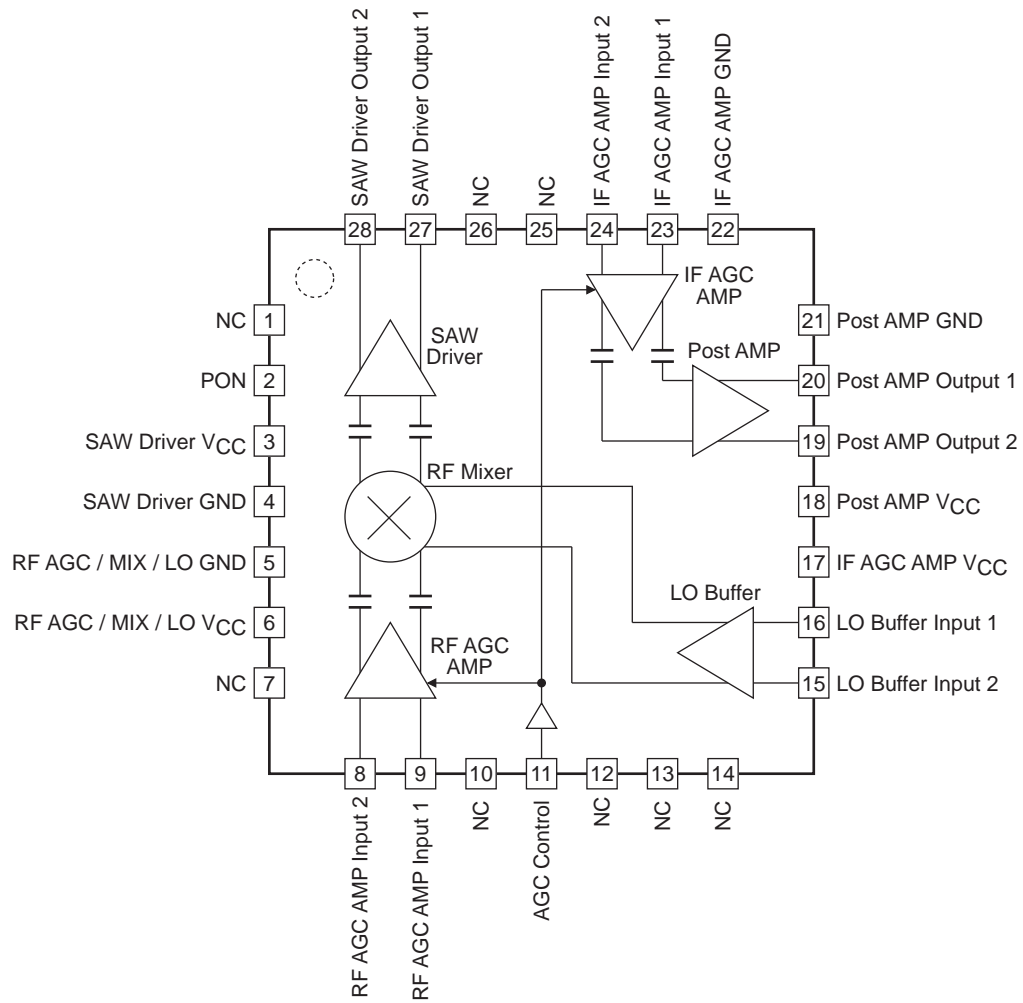 SAW Driver Output 2
SAW Driver Output 1
NC
NC
IF AGC AMP Input 2
IF AGC AMP Input 1
IF AGC AMP GND
28
27
26
25
24
23
22
NC 1
PON 2
SAW Driver VCC 3
SAW Driver GND 4
RF AGC / MIX / LO GND 5
RF AGC / MIX / LO VCC 6
NC 7
SAW
Driver
RF Mixer
RF AGC
AMP
IF AGC
AMP
Post AMP
LO Buffer
21 Post AMP GND
20 Post AMP Output 1
19 Post AMP Output 2
18 Post AMP VCC
17 IF AGC AMP VCC
16 LO Buffer Input 1
15 LO Buffer Input 2
8
9
10
11
12
13
14
RF AGC AMP Input 2
RF AGC AMP Input 1
NC
AGC Control
NC
NC
NC